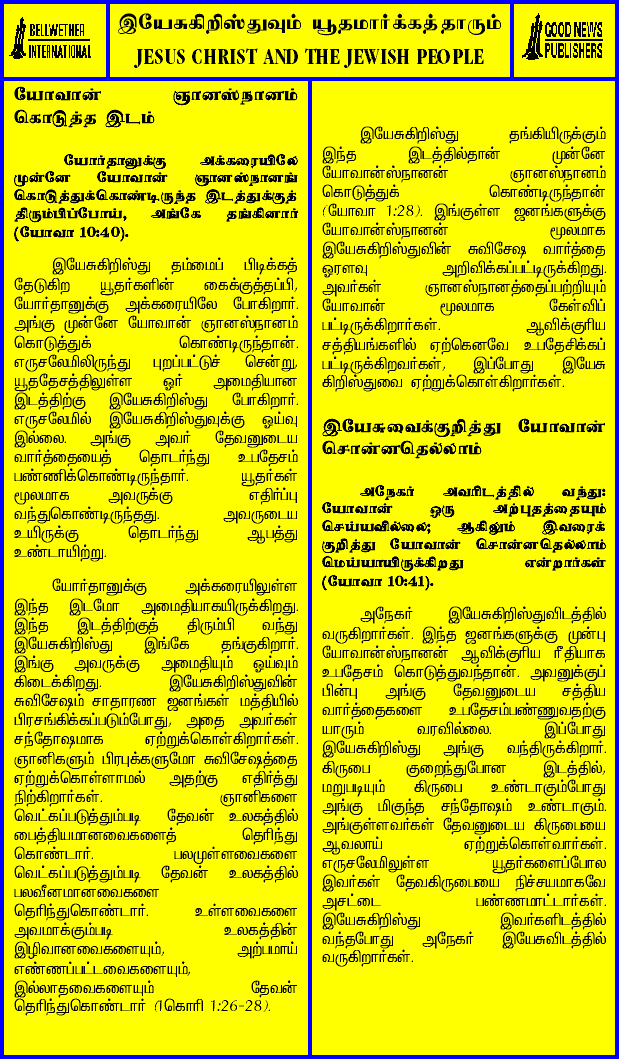 BELLWETHER
INTERNATIONAL
இயேசுகிறிஸ்துவும் யூதமார்க்கத்தாரும்
JESUS CHRIST AND THE JEWISH PEOPLE
GOOD NEWS
PUBLISHERS
யோவான் ஞானஸ்நானம்
கொடுத்த இடம்
யோர்தானுக்கு அக்கரையிலே
முன்னே யோவான் ஞானஸ்நானங்
கொடுத்துக்கொண்டிருந்த இடத்துக்குத்
திரும்பிப்போய், அங்கே தங்கினார்
(யோவா 10:40).
இயேசுகிறிஸ்து தம்மைப் பிடிக்கத்
தேடுகிற யூதர்களின் கைக்குத்தப்பி,
யோர்தானுக்கு அக்கரையிலே போகிறார்.
அங்கு முன்னே யோவான் ஞானஸ்நானம்
கொடுத்துக் கொண்டிருந்தான்.
எருசலேமிலிருந்து புறப்பட்டுச் சென்று,
யூததேசத்திலுள்ள ஓர் அமைதியான
இடத்திற்கு இயேசுகிறிஸ்து போகிறார்.
எருசலேமில் இயேசுகிறிஸ்துவுக்கு ஓய்வு
இல்லை. அங்கு அவர் தேவனுடைய
வார்த்தையைத் தொடர்ந்து உபதேசம்
பண்ணிக்கொண்டிருந்தார். யூதர்கள்
மூலமாக அவருக்கு எதிர்ப்பு
வந்துகொண்டிருந்தது. அவருடைய
உயிருக்கு தொடர்ந்து ஆபத்து
உண்டாயிற்று.
யோர்தானுக்கு அக்கரையிலுள்ள
இந்த இடமோ அமைதியாகயிருக்கிறது.
இந்த இடத்திற்குத் திரும்பி வந்து
இயேசுகிறிஸ்து இங்கே தங்குகிறார்.
இங்கு அவருக்கு அமைதியும் ஓய்வும்
கிடைக்கிறது. இயேசுகிறிஸ்துவின்
சுவிசேஷம் சாதாரண ஜனங்கள் மத்தியில்
பிரசங்கிக்கப்படும்போது, அதை அவர்கள்
சந்தோஷமாக ஏற்றுக்கொள்கிறார்கள்.
ஞானிகளும் பிரபுக்களுமோ சுவிசேஷத்தை
ஏற்றுக்கொள்ளாமல் அதற்கு எதிர்த்து
நிற்கிறார்கள். ஞானிகளை
வெட்கப்படுத்தும்படி தேவன் உலகத்தில்
பைத்தியமானவைகளைத் தெரிந்து
கொண்டார். பலமுள்ளவைகளை
வெட்கப்படுத்தும்படி தேவன் உலகத்தில்
பலவீனமானவைகளை
தெரிந்துகொண்டார். உள்ளவைகளை
அவமாக்கும்படி உலகத்தின்
இழிவானவைகளையும், அற்பமாய்
எண்ணப்பட்டவைகளையும்,
இல்லாதவைகளையும் தேவன்
தெரிந்துகொண்டார் (1கொரி 1:26-28).
இயேசுகிறிஸ்து தங்கியிருக்கும்
இந்த இடத்தில்தான் முன்னே
யோவான்ஸ்நானன் ஞானஸ்நானம்
கொடுத்துக் கொண்டிருந்தான்
(யோவா 1:28). இங்குள்ள ஜனங்களுக்கு
யோவான்ஸ்நானன் மூலமாக
இயேசுகிறிஸ்துவின் சுவிசேஷ வார்த்தை
ஓரளவு அறிவிக்கப்பட்டிருக்கிறது.
அவர்கள் ஞானஸ்நானத்தைப்பற்றியும்
யோவான் மூலமாக கேள்விப்
பட்டிருக்கிறார்கள். ஆவிக்குரிய
சத்தியங்களில் ஏற்கெனவே உபதேசிக்கப்
பட்டிருக்கிறவர்கள், இப்போது இயேசு
கிறிஸ்துவை ஏற்றுக்கொள்கிறார்கள்.
இயேசுவைக்குறித்து யோவான்
சொன்னதெல்லாம்
அநேகர் அவரிடத்தில் வந்து:
யோவான் ஒரு அற்புதத்தையும்
செய்யவில்லை; ஆகிலும் இவரைக்
குறித்து யோவான் சொன்னதெல்லாம்
மெய்யாயிருக்கிறது என்றார்கள்
(யோவா 10:41).
அநேகர் இயேசுகிறிஸ்துவிடத்தில்
வருகிறார்கள். இந்த ஜனங்களுக்கு முன்பு
யோவான்ஸ்நானன் ஆவிக்குரிய ரீதியாக
உபதேசம் கொடுத்துவந்தான். அவனுக்குப்
பின்பு அங்கு தேவனுடைய சத்திய
வார்த்தைகளை உபதேசம்பண்ணுவதற்கு
யாரும் வரவில்லை. இப்போது
இயேசுகிறிஸ்து அங்கு வந்திருக்கிறார்.
கிருபை குறைந்துபோன இடத்தில்,
மறுபடியும் கிருபை உண்டாகும்போது
அங்கு மிகுந்த சந்தோஷம் உண்டாகும்.
அங்குள்ளவர்கள் தேவனுடைய கிருபையை
ஆவலாய் ஏற்றுக்கொள்வார்கள்.
எருசலேமிலுள்ள யூதர்களைப்போல
இவர்கள் தேவகிருபையை நிச்சயமாகவே
அசட்டை பண்ணமாட்டார்கள்.
இயேசுகிறிஸ்து இவர்களிடத்தில்
வந்தபோது அநேகர் இயேசுவிடத்தில்
வருகிறார்கள்.